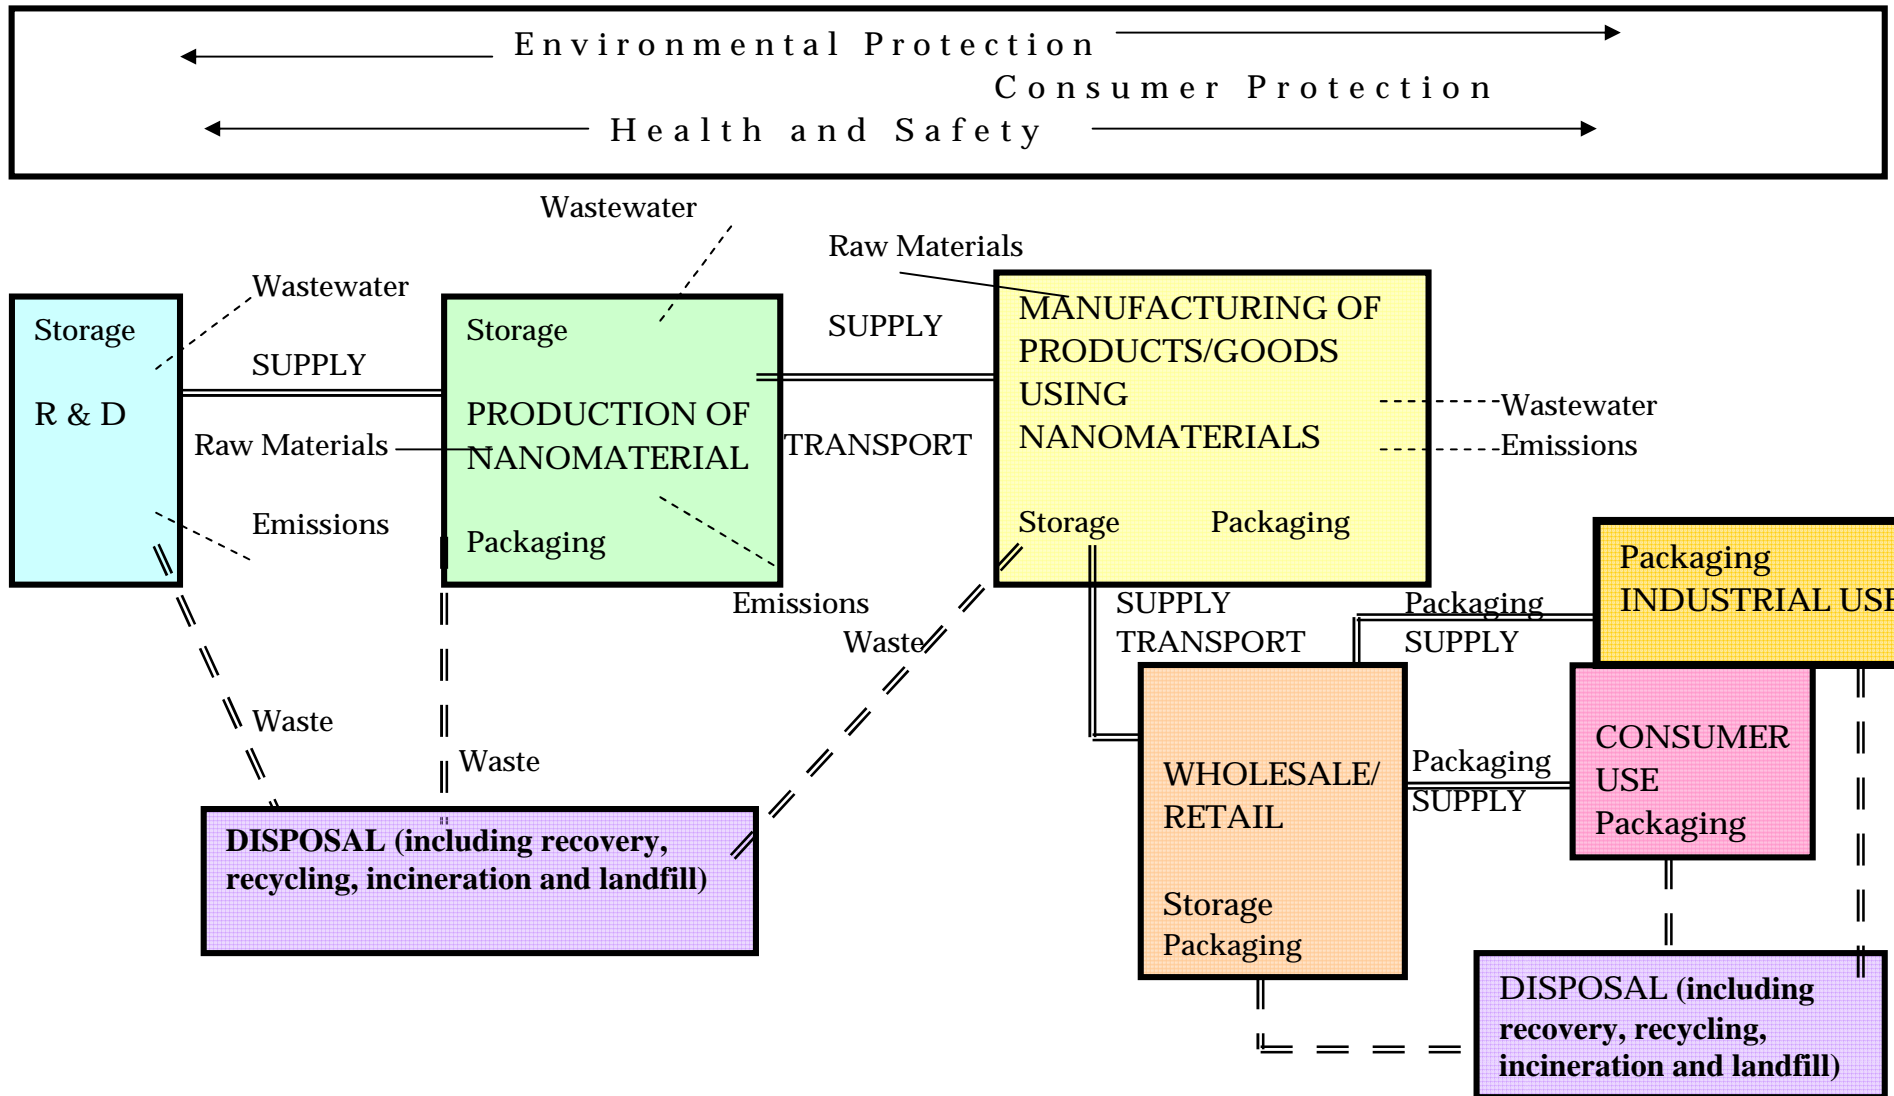 Environmental Protection
Consumer Protection
Health and Safety
Wastewater
Raw Materials
Wastewater
Storage
SUPPLY
R & D
Raw Materials
Emissions
Storage
PRODUCTION OF
NANOMATERIAL
Packaging
SUPPLY
TRANSPORT
Emissions
MANUFACTURING OF
PRODUCTS/GOODS
USING
NANOMATERIALS
Storage Packaging
Wastewater
Emissions
Waste
Waste
Waste
DISPOSAL (including recovery,
recycling, incineration and landfill)
SUPPLY
TRANSPORT
Packaging
SUPPLY
Packaging
INDUSTRIAL USE
WHOLESALE/
RETAIL
Storage
Packaging
Packaging
SUPPLY
CONSUMER
USE
Packaging
DISPOSAL (including
recovery, recycling,
incineration and landfill)